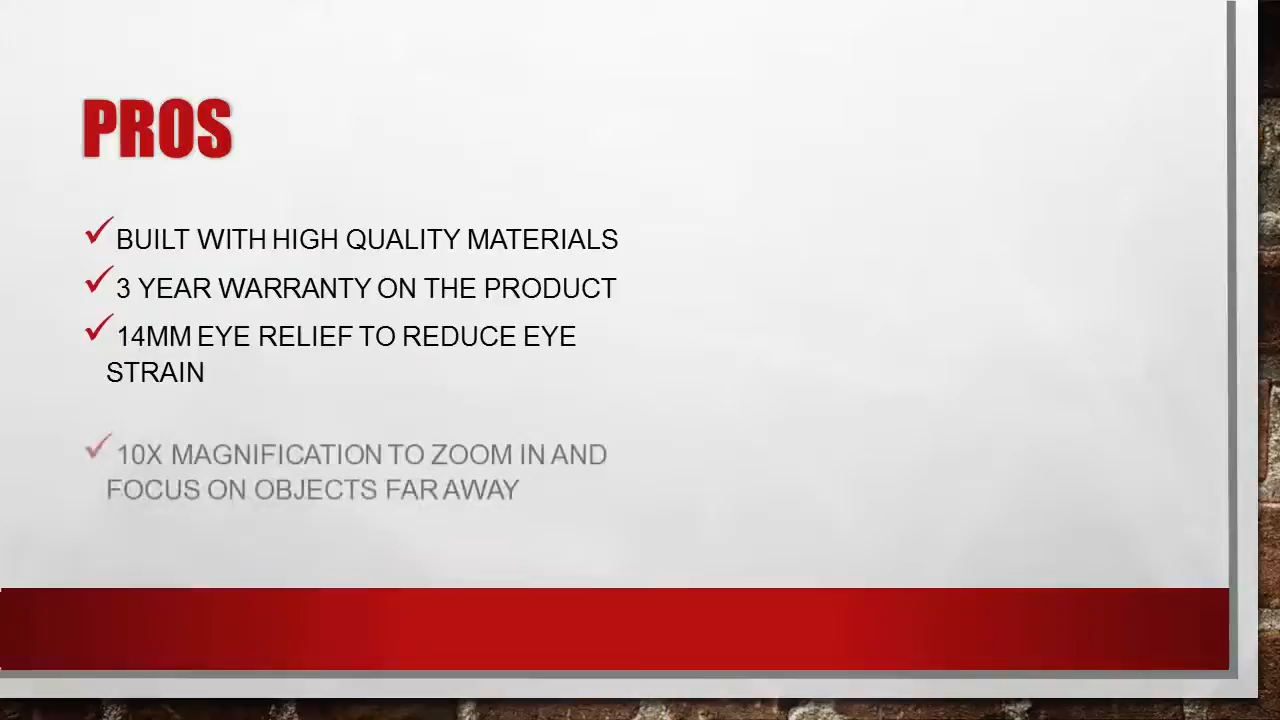 PROS
BUILT WITH HIGH QUALITY MATERIALS
3 YEAR WARRANTY ON THE PRODUCT
14MM EYE RELIEF TO REDUCE EYE
STRAIN
10X MAGNIFICATION TO ZOOM IN AND
FOCUS ON OBJECTS FAR AWAY